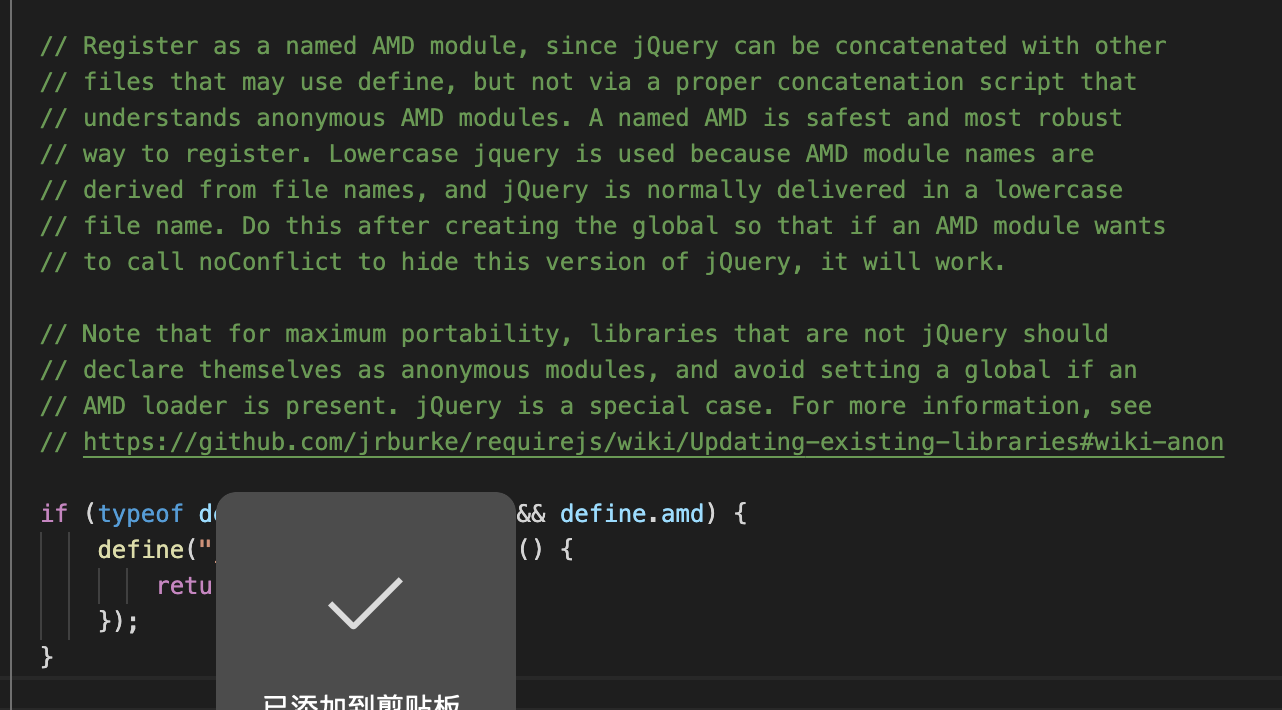 // Register as a named AMD module, since jQuery can be concatenated with other
// files that may use define, but not via a proper concatenation script that
// understands anonymous AMD modules. A named AMD is safest and most robust
// way to register. Lowercase jquery is used because AMD module names are
// derived from file names, and jQuery is normally delivered in a lowercase
// file name. Do this after creating the global so that if an AMD module wants
// to call noConflict to hide this version of jQuery, it will work.
// Note that for maximum portability, libraries that are not jQuery should
// declare themselves as anonymous modules, and avoid setting a global if an
// AMD loader is present. jQuery is a special case. For more information, see
// https://github.com/jrburke/requirejs/wiki/Updating-existing-libraries#wiki-anon
if (typeof && define.amd) {
define(" () {
});
}
已添加到剪贴板